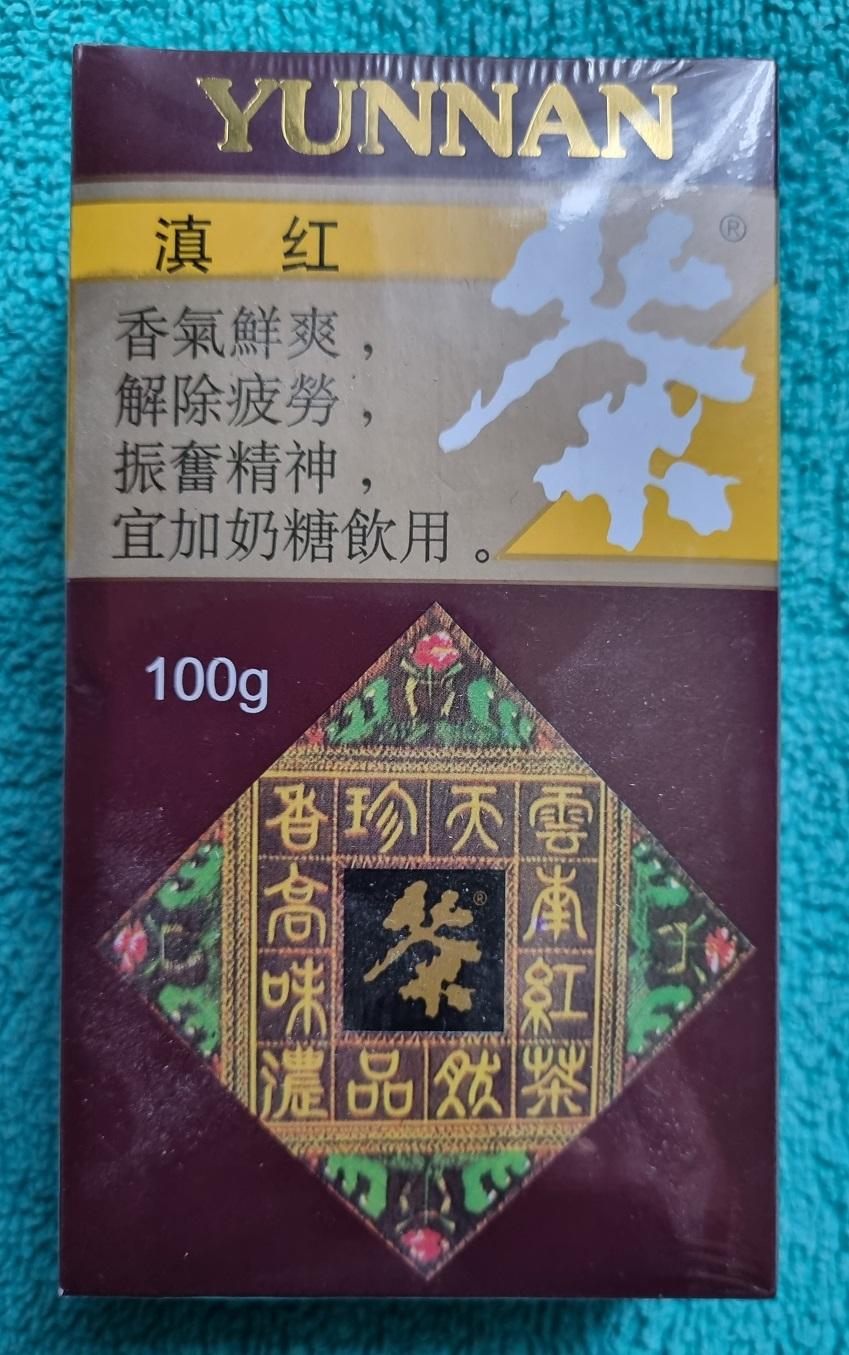 YUNNAN
滇红
茶®
香氣鮮爽，
解除疲勞，
振奮精神，
宜加奶糖飲用。
100g
雲南紅茶
天然
珍品
香高味濃
茶®